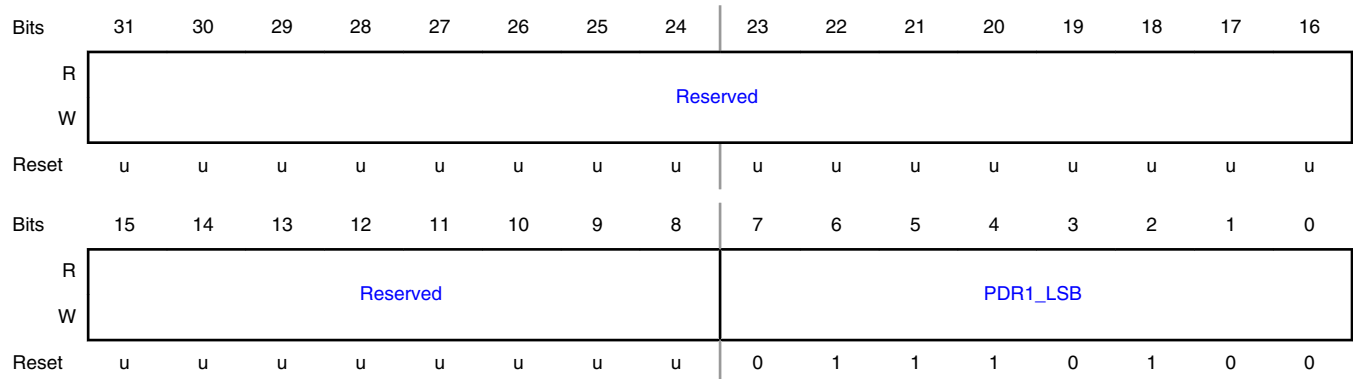 Bits 31 30 29 28 27 26 25 24 23 22 21 20 19 18 17 16
R
Reserved
W
Reset u u u u u u u u u u u u u u u u
Bits 15 14 13 12 11 10 9 8 7 6 5 4 3 2 1 0
R
Reserved PDR1_LSB
W
Reset u u u u u u u u 0 1 1 1 0 1 0 0